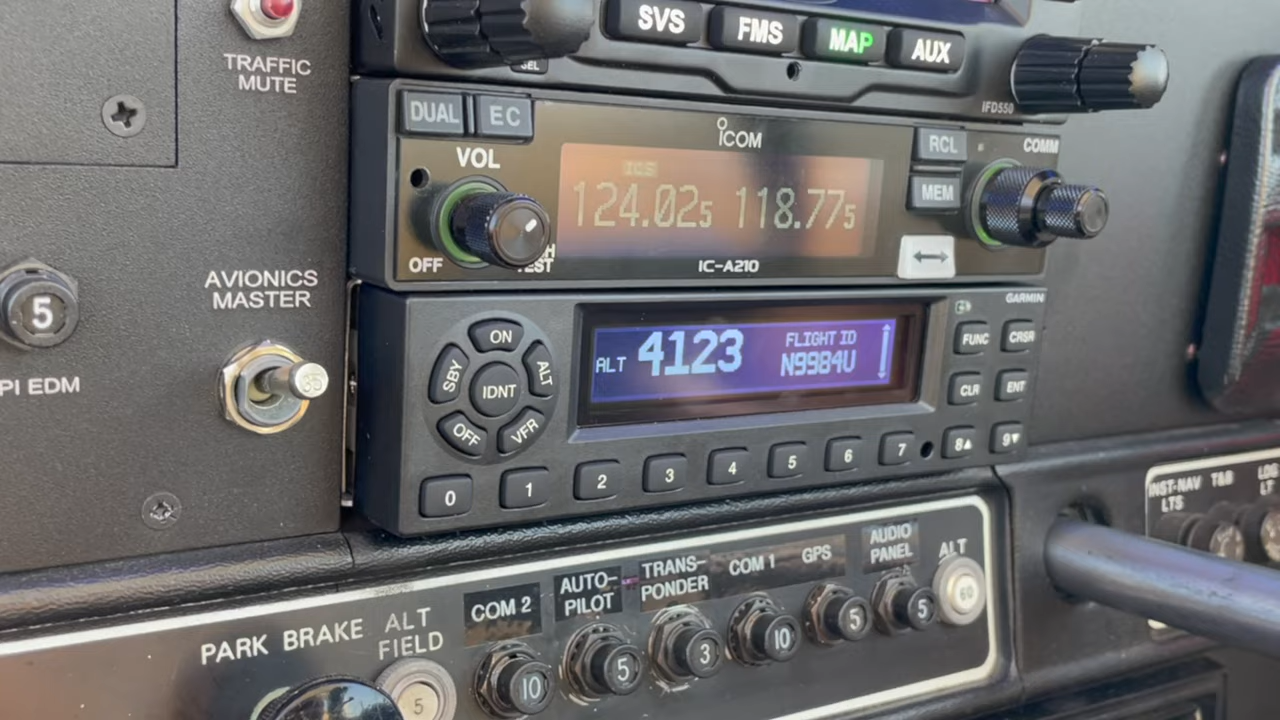 SVS FMS MAP AUX
SEL
IFD550
TRAFFIC
MUTE
DUAL EC
VOL
OFF
TEST
ICOM
ICS
124.025 118.775
IC-A210
RCL
MEM
COMM
AVIONICS
MASTER
35
5
PI EDM
GARMIN
ON
SBY
ALT
IDNT
OFF
VFR
ALT 4123
FLIGHT ID
N9984U
FUNC CRSR
CLR ENT
0 1 2 3 4 5 6 7 8▲ 9▼
INST-NAV
LTS
T&B
LT
PARK BRAKE
ALT
FIELD
5
COM 2
10
AUTO-
PILOT
5
TRANS-
PONDER
3
COM 1
10
GPS
5
AUDIO
PANEL
5
ALT
60